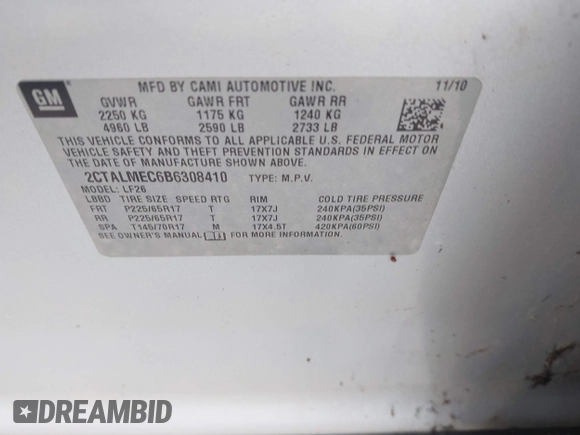 GM
MFD BY CAMI AUTOMOTIVE INC. 11/10
GVWR GAWR FRT GAWR RR
2250 KG 1175 KG 1240 KG
4960 LB 2590 LB 2733 LB
THIS VEHICLE CONFORMS TO ALL APPLICABLE U.S. FEDERAL MOTOR
VEHICLE SAFETY AND THEFT PREVENTION STANDARDS IN EFFECT ON
THE DATE OF MANUFACTURE SHOWN ABOVE.
2CTALMEC6B6308410 TYPE: M.P.V.
MODEL: LF26
LBBD TIRE SIZE SPEED RTG RIM COLD TIRE PRESSURE
FRT P225/65R17 T 17X7J 240KPA(35PSI)
RR P225/65R17 T 17X7J 240KPA(35PSI)
SPA T145/70R17 M 17X4.5T 420KPA(60PSI)
SEE OWNER'S MANUAL FOR MORE INFORMATION.
DREAMBID